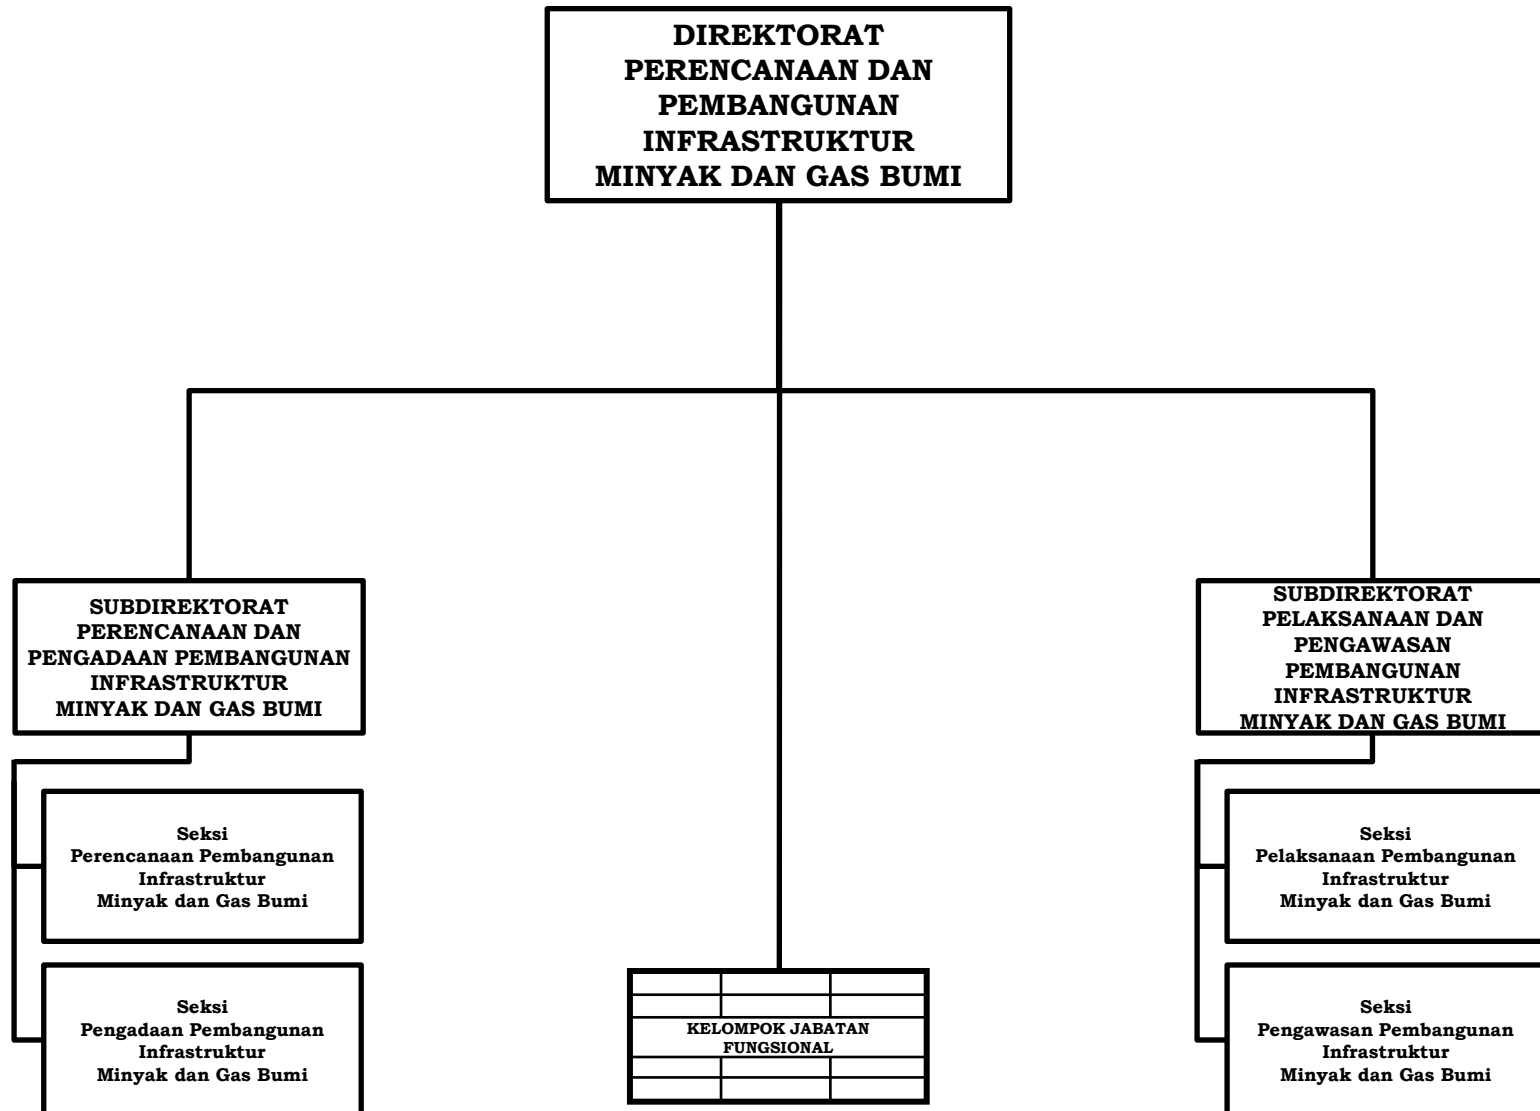 DIREKTORAT
PERENCANAAN DAN
PEMBANGUNAN
INFRASTRUKTUR
MINYAK DAN GAS BUMI
SUBDIREKTORAT
PERENCANAAN DAN
PENGADAAN PEMBANGUNAN
INFRASTRUKTUR
MINYAK DAN GAS BUMI
SUBDIREKTORAT
PELAKSANAAN DAN
PENGAWASAN
PEMBANGUNAN
INFRASTRUKTUR
MINYAK DAN GAS BUMI
Seksi
Perencanaan Pembangunan
Infrastruktur
Minyak dan Gas Bumi
Seksi
Pelaksanaan Pembangunan
Infrastruktur
Minyak dan Gas Bumi
Seksi
Pengadaan Pembangunan
Infrastruktur
Minyak dan Gas Bumi
KELOMPOK JABATAN
FUNGSIONAL
Seksi
Pengawasan Pembangunan
Infrastruktur
Minyak dan Gas Bumi